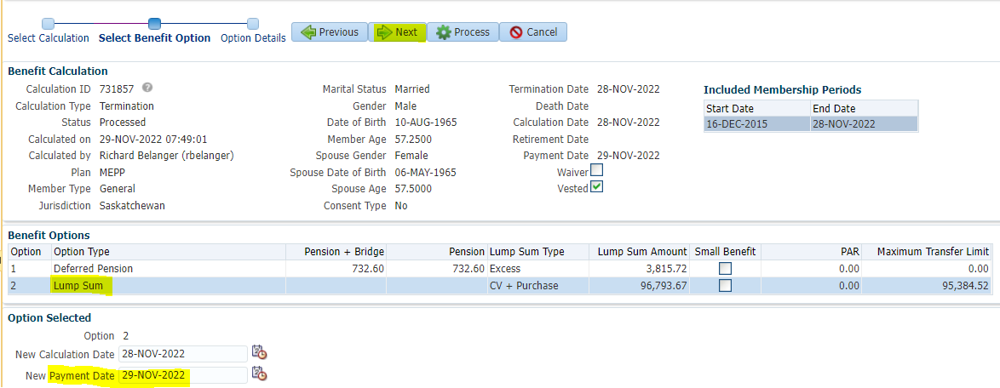 Select Calculation Select Benefit Option Option Details Previous Next Process Cancel
Benefit Calculation
Calculation ID 731857 Marital Status Married Termination Date 28-NOV-2022 Included Membership Periods
Calculation Type Termination Gender Male Death Date Start Date End Date
Status Processed Date of Birth 10-AUG-1965 Calculation Date 28-NOV-2022 16-DEC-2015 28-NOV-2022
Calculated on 29-NOV-2022 07:49:01 Member Age 57.2500 Retirement Date
Calculated by Richard Belanger (rbelanger) Spouse Gender Female Payment Date 29-NOV-2022
Plan MEPP Spouse Date of Birth 06-MAY-1965 Waiver
Member Type General Spouse Age 57.5000 Vested
Jurisdiction Saskatchewan Consent Type No
Benefit Options
Option Option Type Pension + Bridge Pension Lump Sum Type Lump Sum Amount Small Benefit PAR Maximum Transfer Limit
1 Deferred Pension 732.60 732.60 Excess 3,815.72 0.00 0.00
2 Lump Sum CV + Purchase 96,793.67 0.00 95,384.52
Option Selected
Option 2
New Calculation Date 28-NOV-2022
New Payment Date 29-NOV-2022